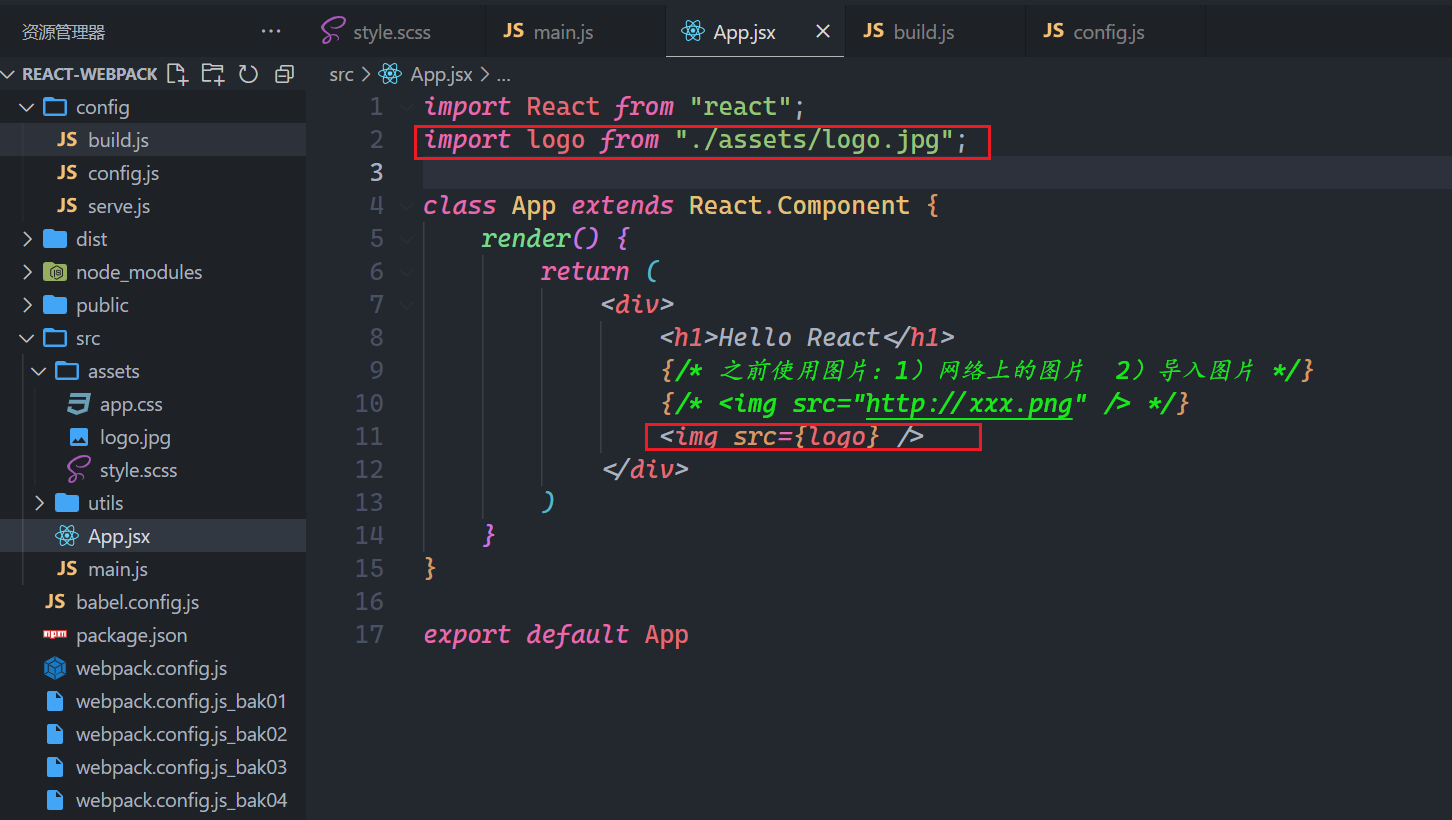 资源管理器 ···
style.scss
JS main.js
App.jsx
JS build.js
JS config.js
REACT-WEBPACK
src > App.jsx > ...
config
JS build.js
JS config.js
JS serve.js
dist
node_modules
public
src
assets
app.css
logo.jpg
style.scss
utils
App.jsx
JS main.js
JS babel.config.js
npm package.json
webpack.config.js
webpack.config.js_bak01
webpack.config.js_bak02
webpack.config.js_bak03
webpack.config.js_bak04
1 import React from "react";
2 import logo from "./assets/logo.jpg";
3
4 class App extends React.Component {
5 render() {
6 return (
7 <div>
8 <h1>Hello React</h1>
9 {/* 之前使用图片：1）网络上的图片 2）导入图片 */}
10 {/* <img src="http://xxx.png" /> */}
11 <img src={logo} />
12 </div>
13 )
14 }
15 }
16
17 export default App